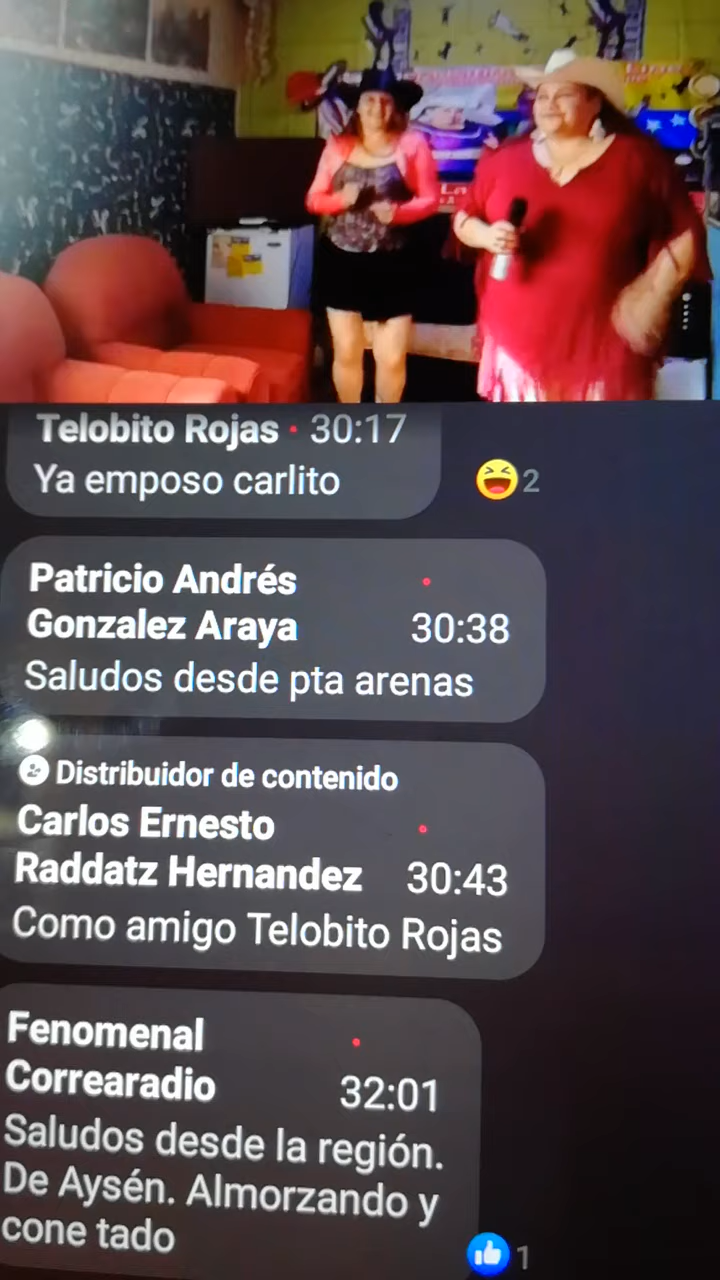 Telobito Rojas · 30:17
Ya emposo carlito
2
Patricio Andrés
Gonzalez Araya 30:38
Saludos desde pta arenas
Distribuidor de contenido
Carlos Ernesto
Raddatz Hernandez 30:43
Como amigo Telobito Rojas
Fenomenal
Correaradio 32:01
Saludos desde la región.
De Aysén. Almorzando y
cone tado
1